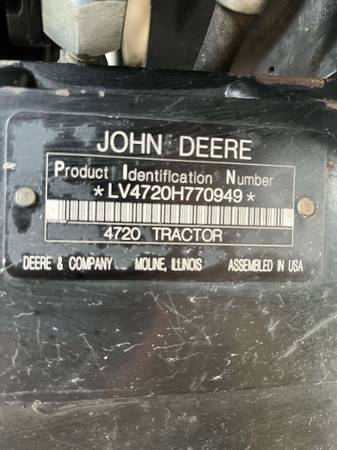 JOHN DEERE
Product Identification Number
*LV4720H770949*
4720 TRACTOR
DEERE & COMPANY MOLINE, ILLINOIS ASSEMBLED IN USA